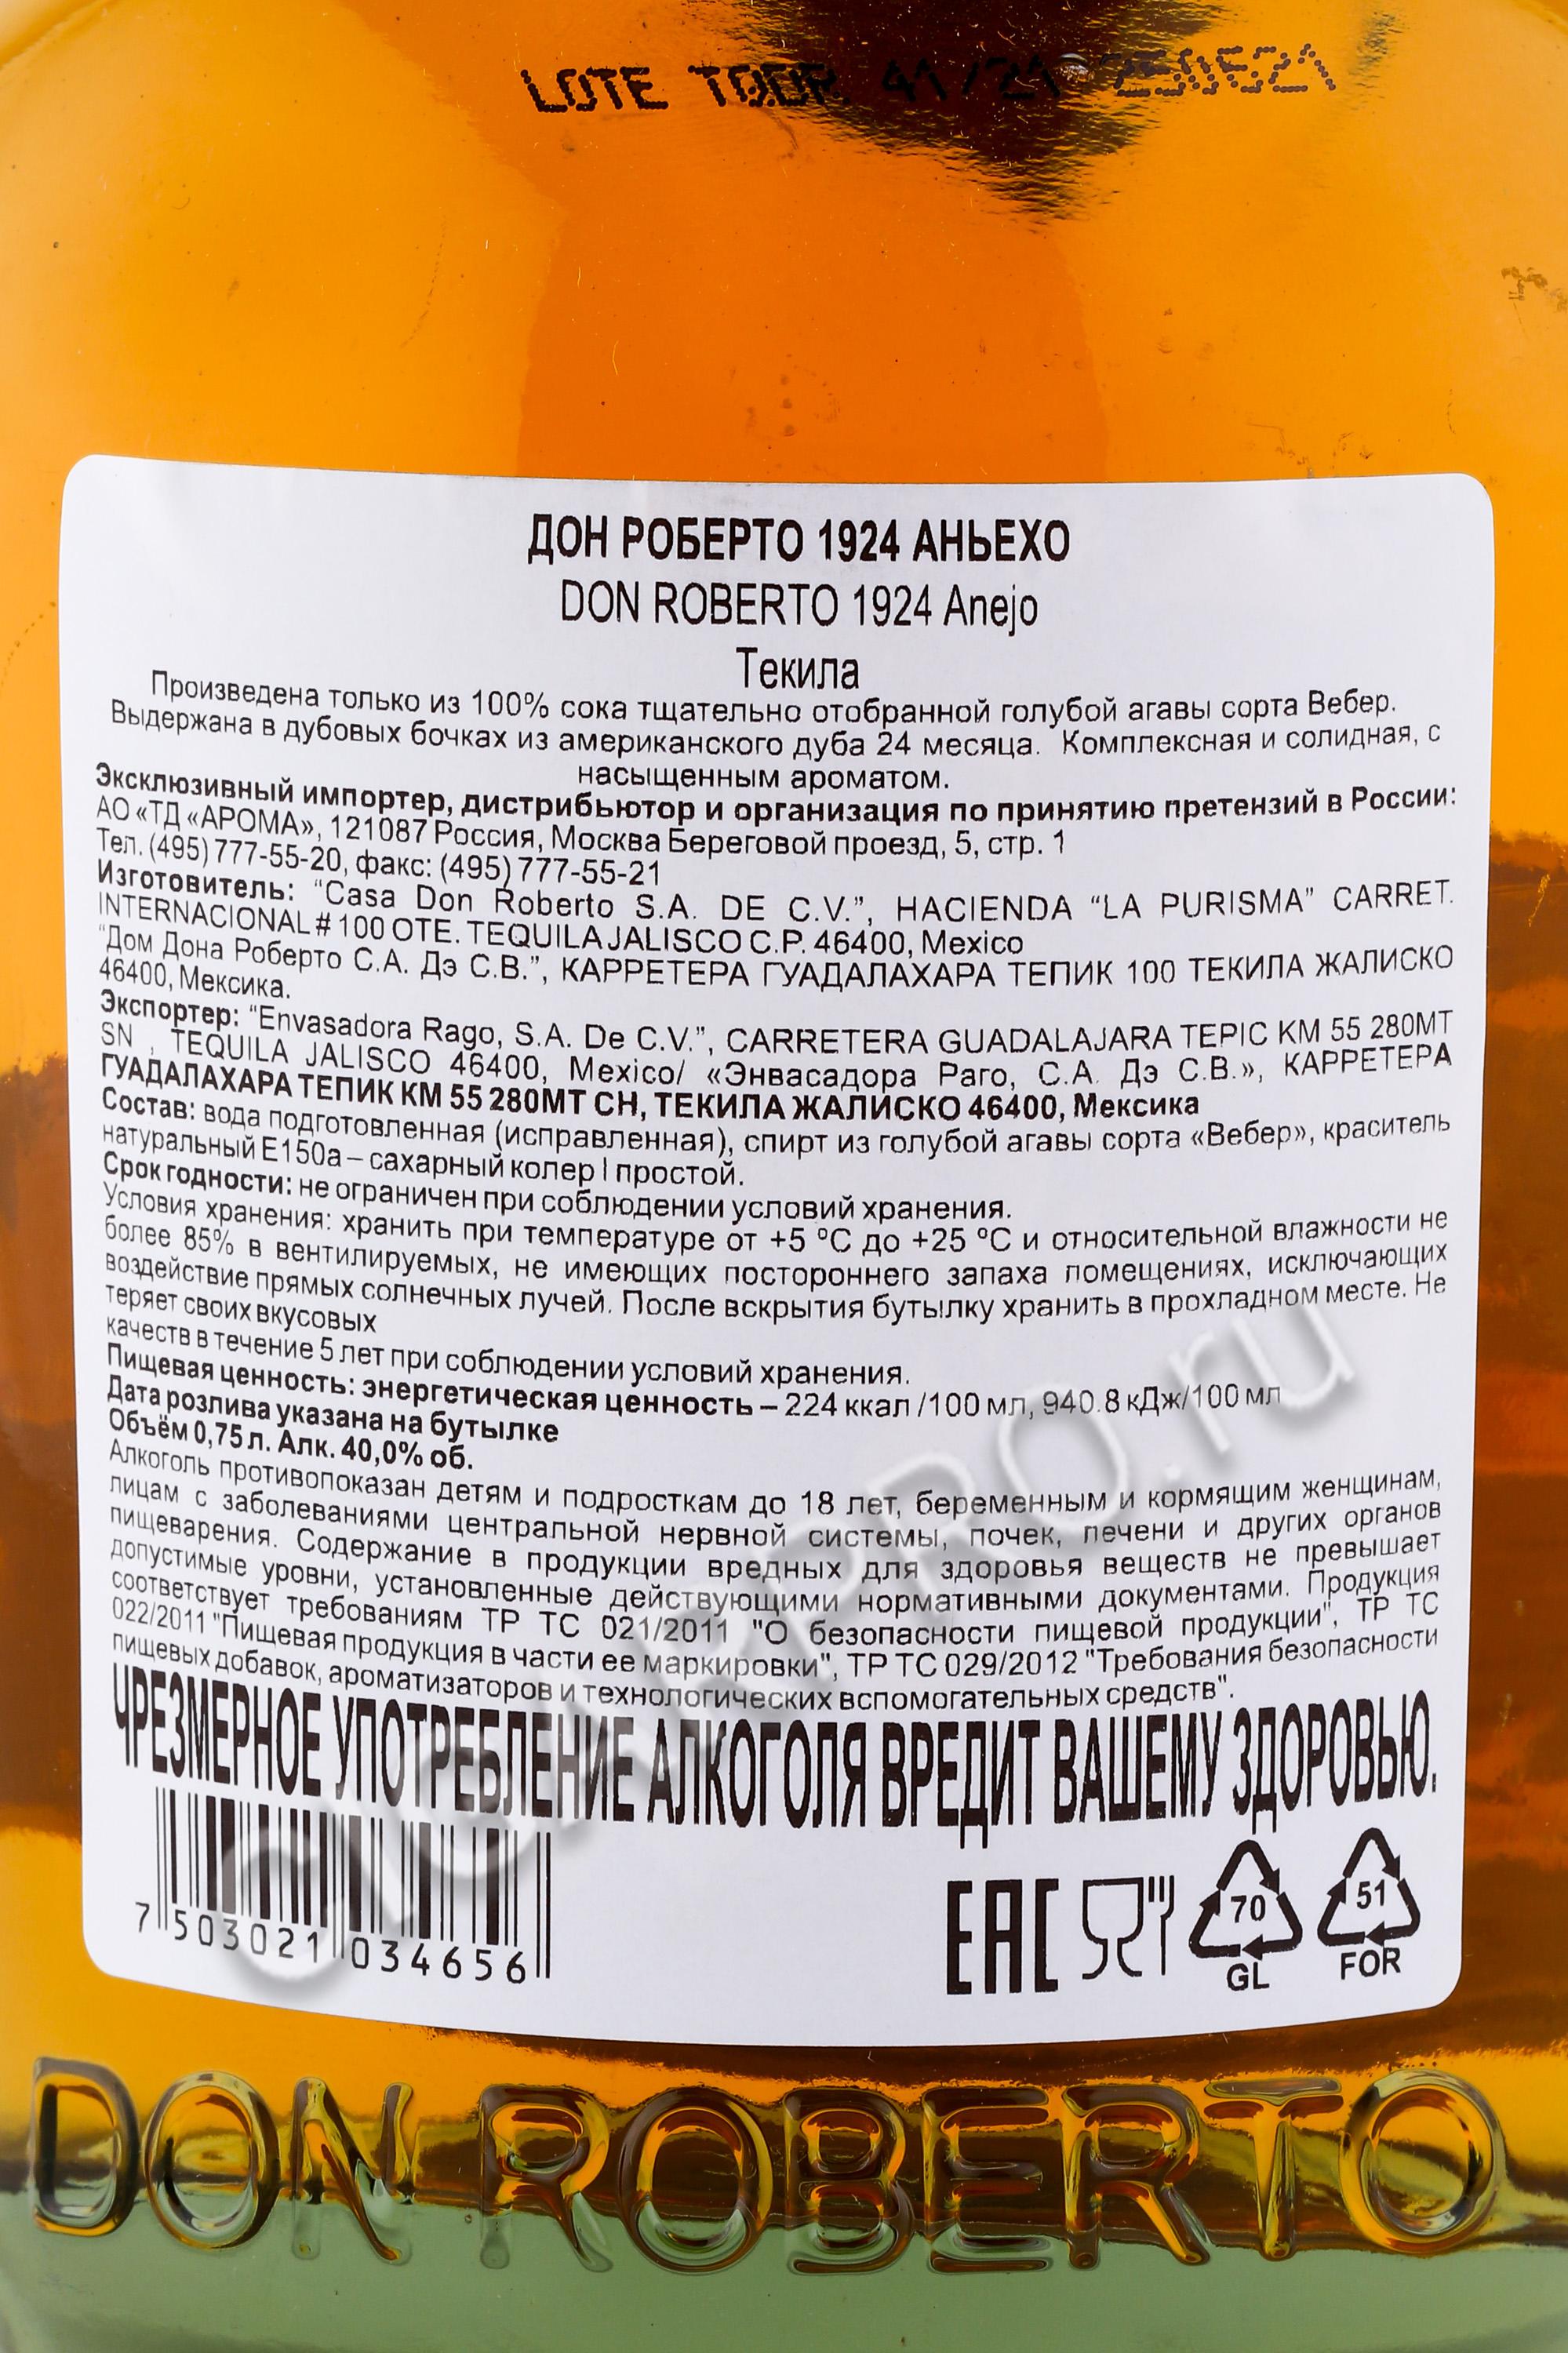 LOTE
ДОН РОБЕРТО 1924 АНЬЕХО
DON ROBERTO 1924 Anejo
Текила
Произведена только из 100% сока тщательно отобранной голубой агавы сорта Вебер.
Выдержана в дубовых бочках из американского дуба 24 месяца. Комплексная и солидная, с
насыщенным ароматом.
Эксклюзивный импортер, дистрибьютор и организация по принятию претензий в России:
АО «ТД «АРОМА», 121087 Россия, Москва Береговой проезд, 5, стр. 1
Тел. (495) 777-55-20, факс: (495) 777-55-21
Изготовитель: "Casa Don Roberto S.A. DE C.V.", HACIENDA "LA PURISMA" CARRET.
INTERNACIONAL # 100 OTE. TEQUILA JALISCO C.P. 46400, Mexico
"Дом Дона Роберто С.А. Дэ С.В.", КАРРЕТЕРА ГУАДАЛАХАРА ТЕПИК 100 ТЕКИЛА ЖАЛИСКО
46400, Мексика.
Экспортер: "Envasadora Rago, S.A. De C.V.", CARRETERA GUADALAJARA TEPIC KM 55 280MT
SN , TEQUILA JALISCO 46400, Mexico/ «Энвасадора Раго, С.А. Дэ С.В.», КАРРЕТЕРА
ГУАДАЛАХАРА ТЕПИК КМ 55 280МТ СН, ТЕКИЛА ЖАЛИСКО 46400, Мексика
Состав: вода подготовленная (исправленная), спирт из голубой агавы сорта «Вебер», краситель
натуральный Е150а – сахарный колер I простой.
Срок годности: не ограничен при соблюдении условий хранения.
Условия хранения: хранить при температуре от +5 ºС до +25 ºС и относительной влажности не
более 85% в вентилируемых, не имеющих постороннего запаха помещениях, исключающих
воздействие прямых солнечных лучей. После вскрытия бутылку хранить в прохладном месте. Не
теряет своих вкусовых
качеств в течение 5 лет при соблюдении условий хранения.
Пищевая ценность: энергетическая ценность – 224 ккал /100 мл, 940.8 кДж/100 мл
Дата розлива указана на бутылке
Объём 0,75 л. Алк. 40,0% об.
Алкоголь противопоказан детям и подросткам до 18 лет, беременным и кормящим женщинам,
лицам с заболеваниями центральной нервной системы, почек, печени и других органов
пищеварения. Содержание в продукции вредных для здоровья веществ не превышает
допустимые уровни, установленные действующими нормативными документами. Продукция
соответствует требованиям ТР ТС 021/2011 "О безопасности пищевой продукции", ТР ТС
022/2011 "Пищевая продукция в части ее маркировки", ТР ТС 029/2012 "Требования безопасности
пищевых добавок, ароматизаторов и технологических вспомогательных средств".
ЧРЕЗМЕРНОЕ УПОТРЕБЛЕНИЕ АЛКОГОЛЯ ВРЕДИТ ВАШЕМУ ЗДОРОВЬЮ.
7 503021 034656
EAC
70
GL
51
FOR
CIGARPRO.ru
DON ROBERTO